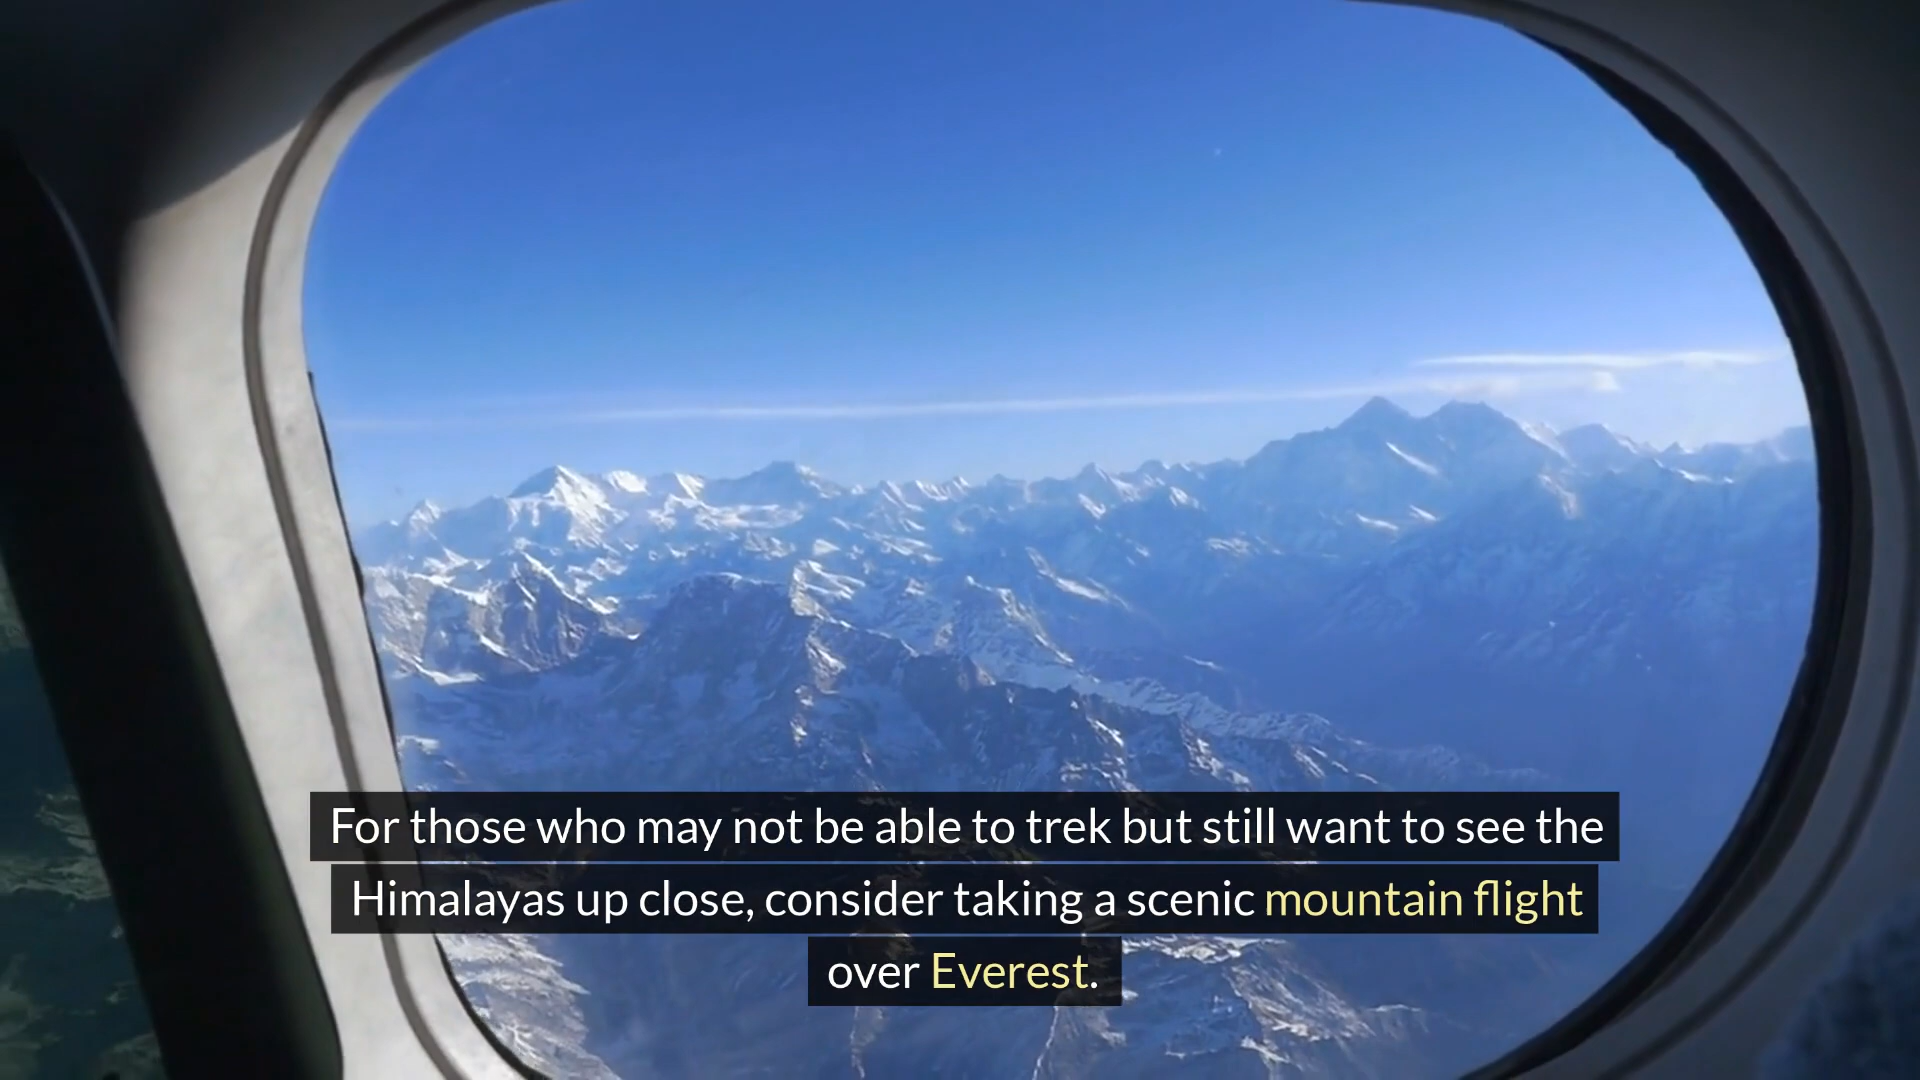 For those who may not be able to trek but still want to see the
Himalayas up close, consider taking a scenic mountain flight
over Everest.